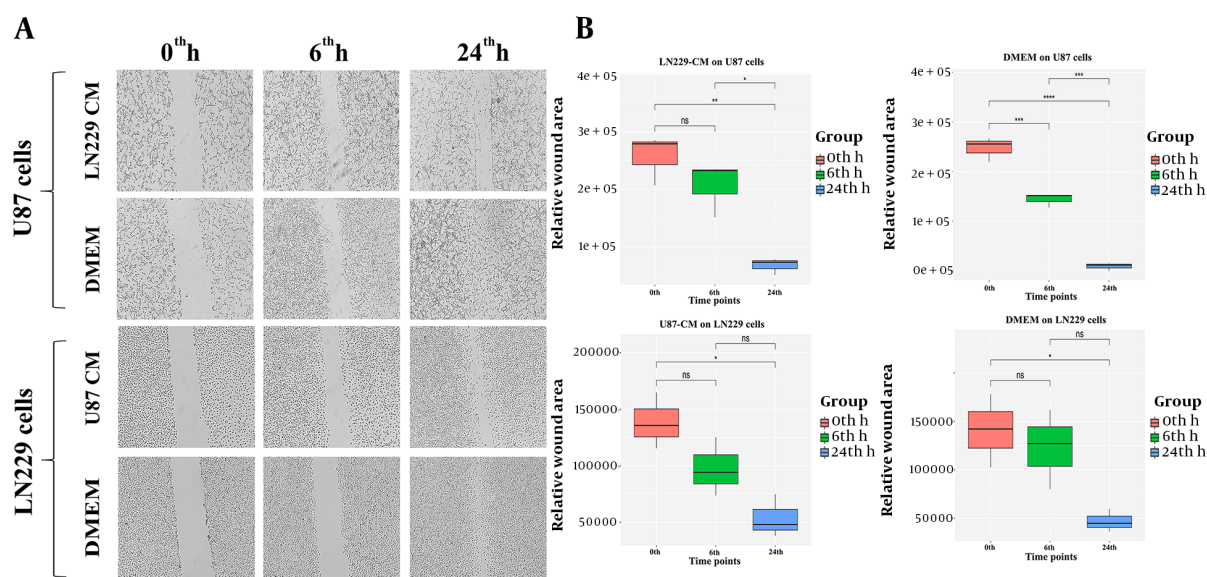 A
0th h
6th h
24th h
U87 cells
LN229 CM
DMEM
LN229 cells
U87 CM
DMEM
B
LN229-CM on U87 cells
Relative wound area
4e + 05
3e + 05
2e + 05
1e + 05
*
**
ns
0th
6th
24th
Time points
Group
0th h
6th h
24th h
DMEM on U87 cells
Relative wound area
4e + 05
3e + 05
2e + 05
1e + 05
0e + 05
***
****
***
0th
6th
24th
Time points
Group
0th h
6th h
24th h
U87-CM on LN229 cells
Relative wound area
200000
150000
100000
50000
ns
*
ns
0th
6th
24th
Time points
Group
0th h
6th h
24th h
DMEM on LN229 cells
Relative wound area
150000
100000
50000
ns
*
ns
0th
6th
24th
Time points
Group
0th h
6th h
24th h